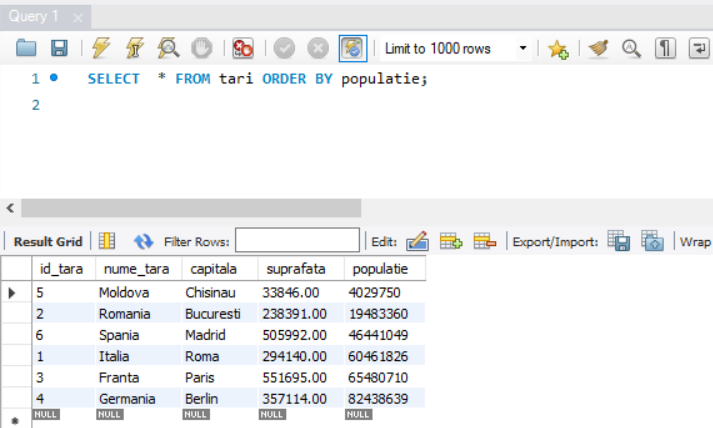 Query 1
Limit to 1000 rows
1 SELECT * FROM tari ORDER BY populatie;
2
Result Grid Filter Rows: Edit: Export/Import: Wrap
id_tara nume_tara capitala suprafata populatie
5 Moldova Chisinau 33846.00 4029750
2 Romania Bucuresti 238391.00 19483360
6 Spania Madrid 505992.00 46441049
1 Italia Roma 294140.00 60461826
3 Franta Paris 551695.00 65480710
4 Germania Berlin 357114.00 82438639
NULL NULL NULL NULL NULL